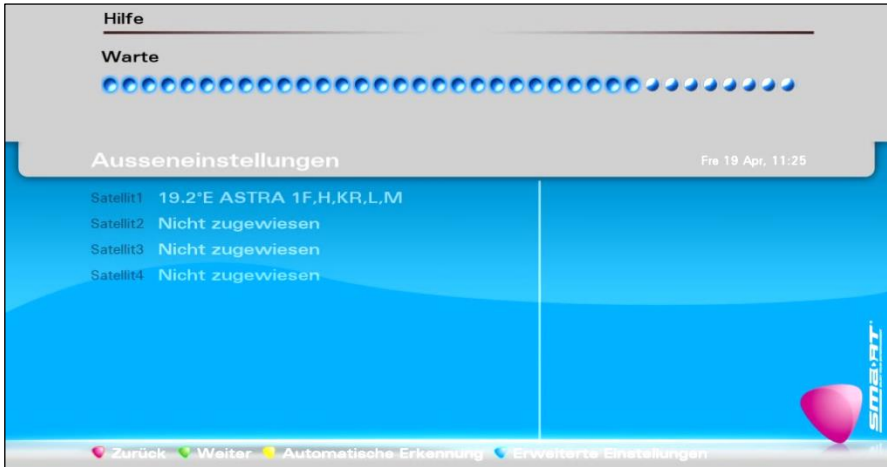 Hilfe
Warte
Ausseneinstellungen
Fre 19 Apr, 11:25
Satellit1 19.2°E ASTRA 1F,H,KR,L,M
Satellit2 Nicht zugewiesen
Satellit3 Nicht zugewiesen
Satellit4 Nicht zugewiesen
smart
Zurück Weiter Automatische Erkennung Erweiterte Einstellungen